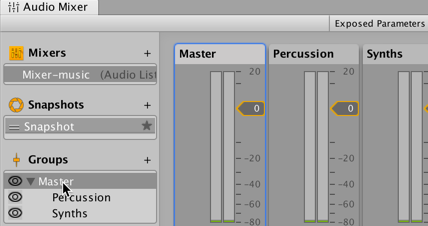 Audio Mixer
Exposed Parameters
Mixers +
Mixer-music (Audio List
Snapshots +
Snapshot
Groups +
Master
Percussion
Synths
Master Percussion Synths
20 20
0 0
-20 -20
-40 -40
-60 -60
-80 -80